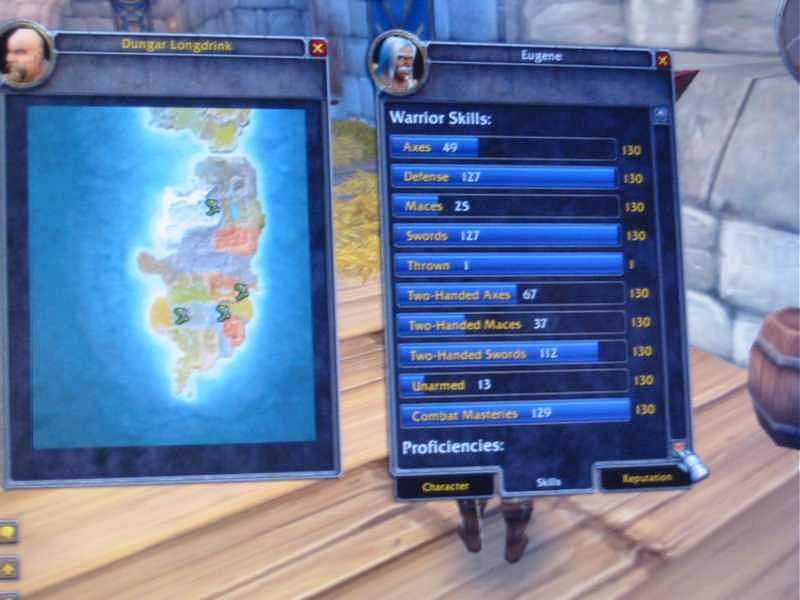 Dungar Longdrink
Eugene
Warrior Skills:
Axes 49 130
Defense 127 130
Maces 25 130
Swords 127 130
Thrown 1 1
Two-Handed Axes 67 130
Two-Handed Maces 37 130
Two-Handed Swords 112 130
Unarmed 13 130
Combat Masteries 129 130
Proficiencies:
Character Skills Reputation